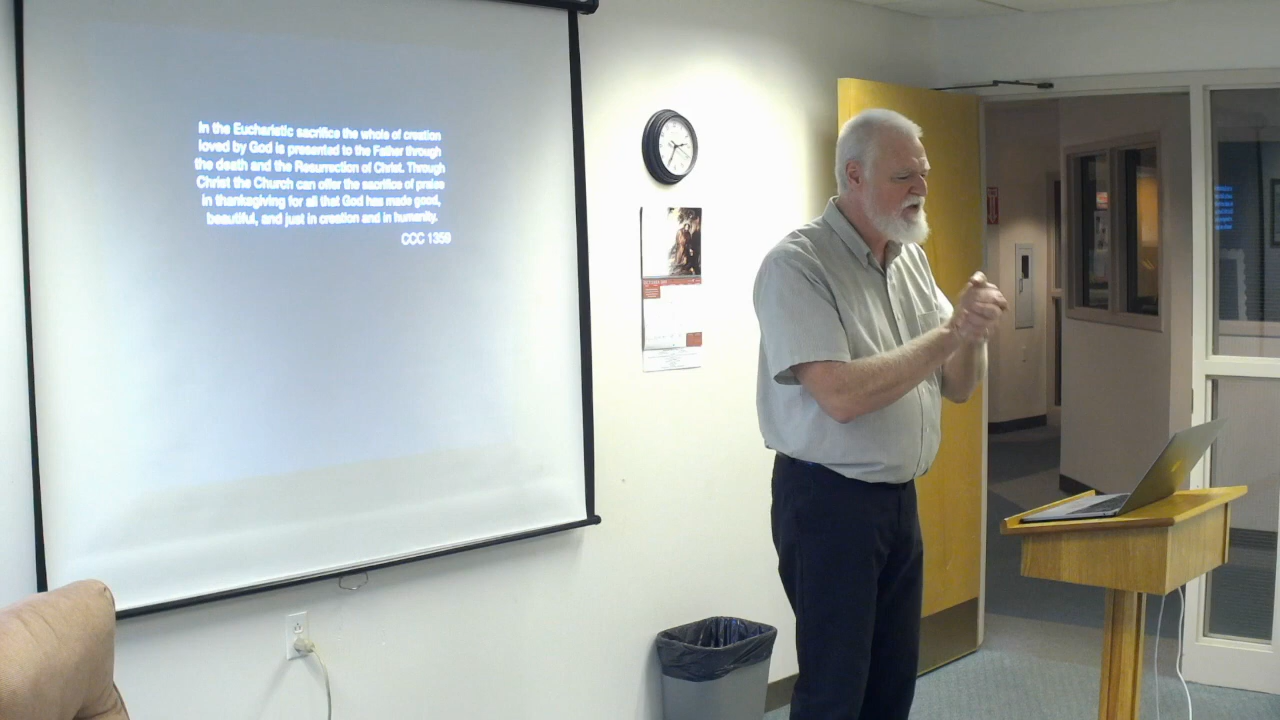 In the Eucharistic sacrifice the whole of creation
loved by God is presented to the Father through
the death and the Resurrection of Christ. Through
Christ the Church can offer the sacrifice of praise
in thanksgiving for all that God has made good,
beautiful, and just in creation and in humanity.
CCC 1359